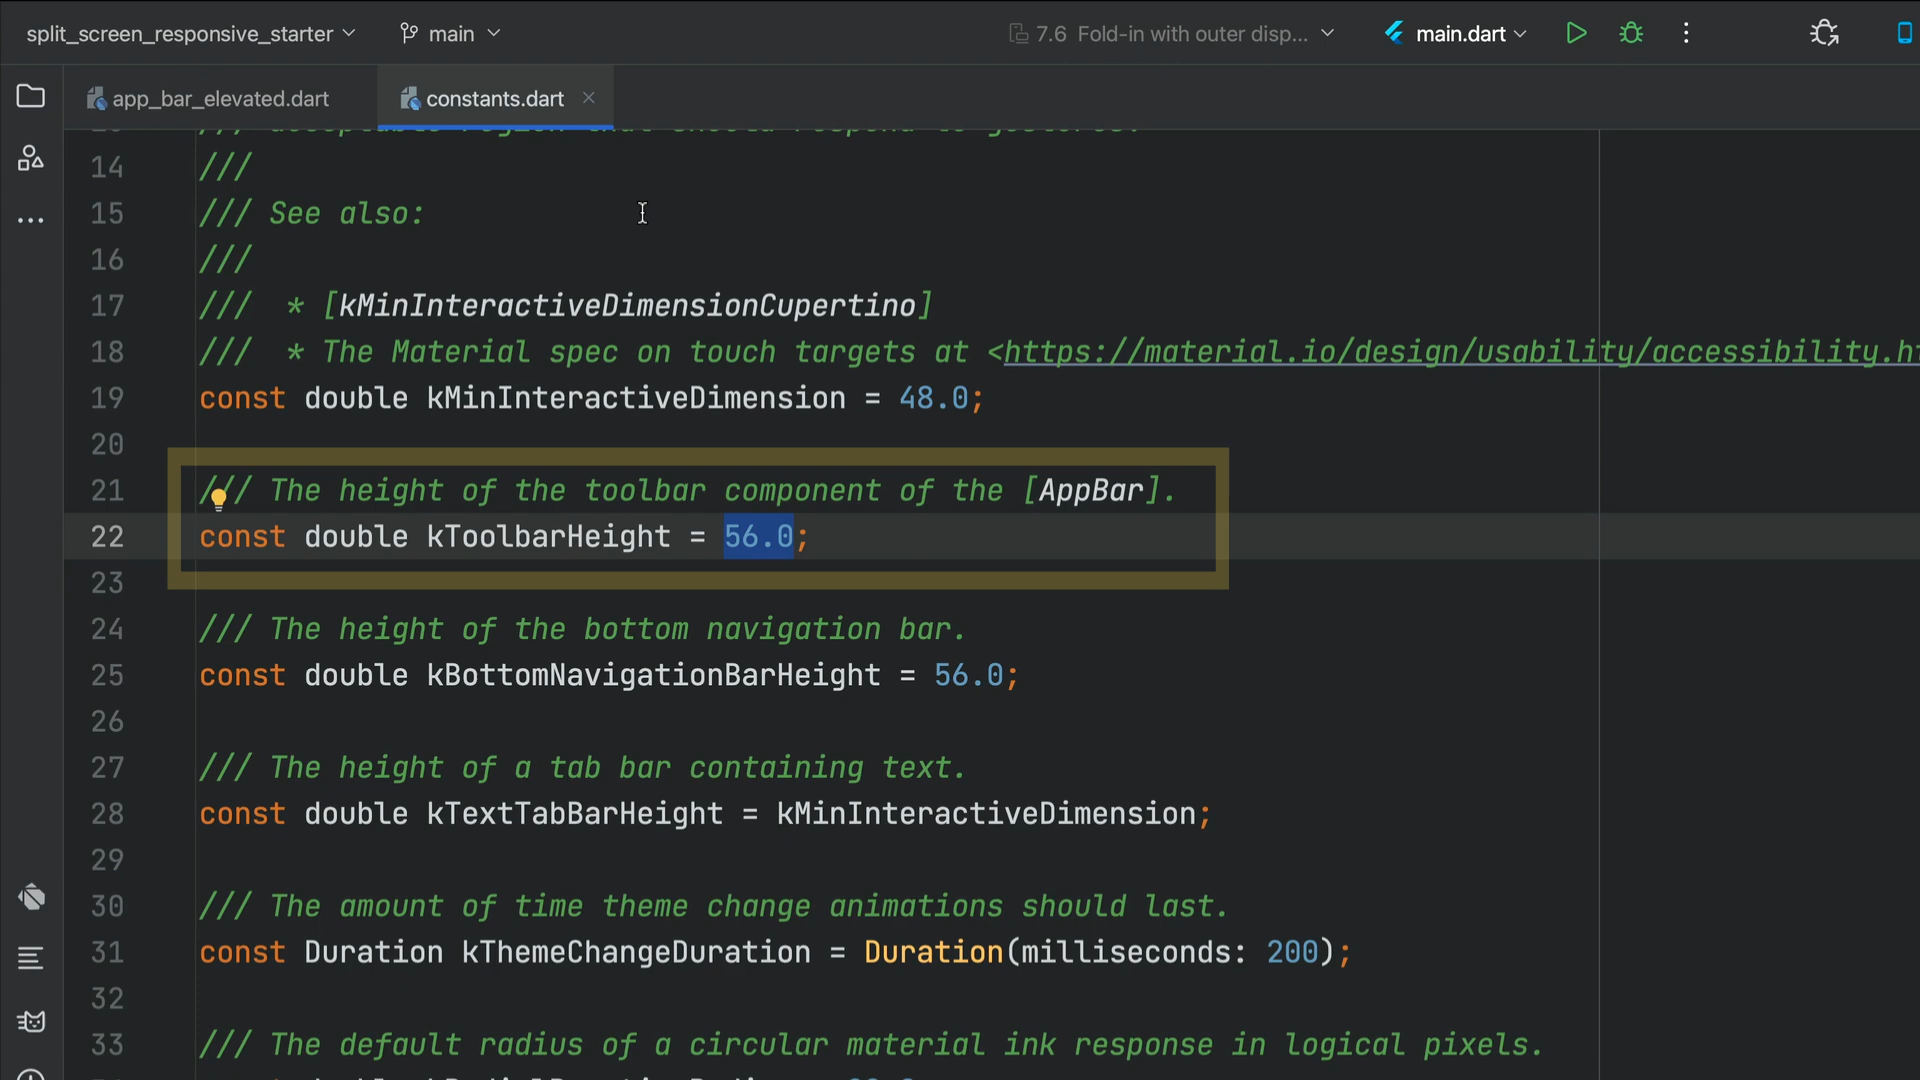 split_screen_responsive_starter
main
7.6 Fold-in with outer disp...
main.dart
app_bar_elevated.dart
constants.dart
14 ///
15 /// See also:
16 ///
17 /// * [kMinInteractiveDimensionCupertino]
18 /// * The Material spec on touch targets at <https://material.io/design/usability/accessibility.h
19 const double kMinInteractiveDimension = 48.0;
20
21 /// The height of the toolbar component of the [AppBar].
22 const double kToolbarHeight = 56.0;
23
24 /// The height of the bottom navigation bar.
25 const double kBottomNavigationBarHeight = 56.0;
26
27 /// The height of a tab bar containing text.
28 const double kTextTabBarHeight = kMinInteractiveDimension;
29
30 /// The amount of time theme change animations should last.
31 const Duration kThemeChangeDuration = Duration(milliseconds: 200);
32
33 /// The default radius of a circular material ink response in logical pixels.